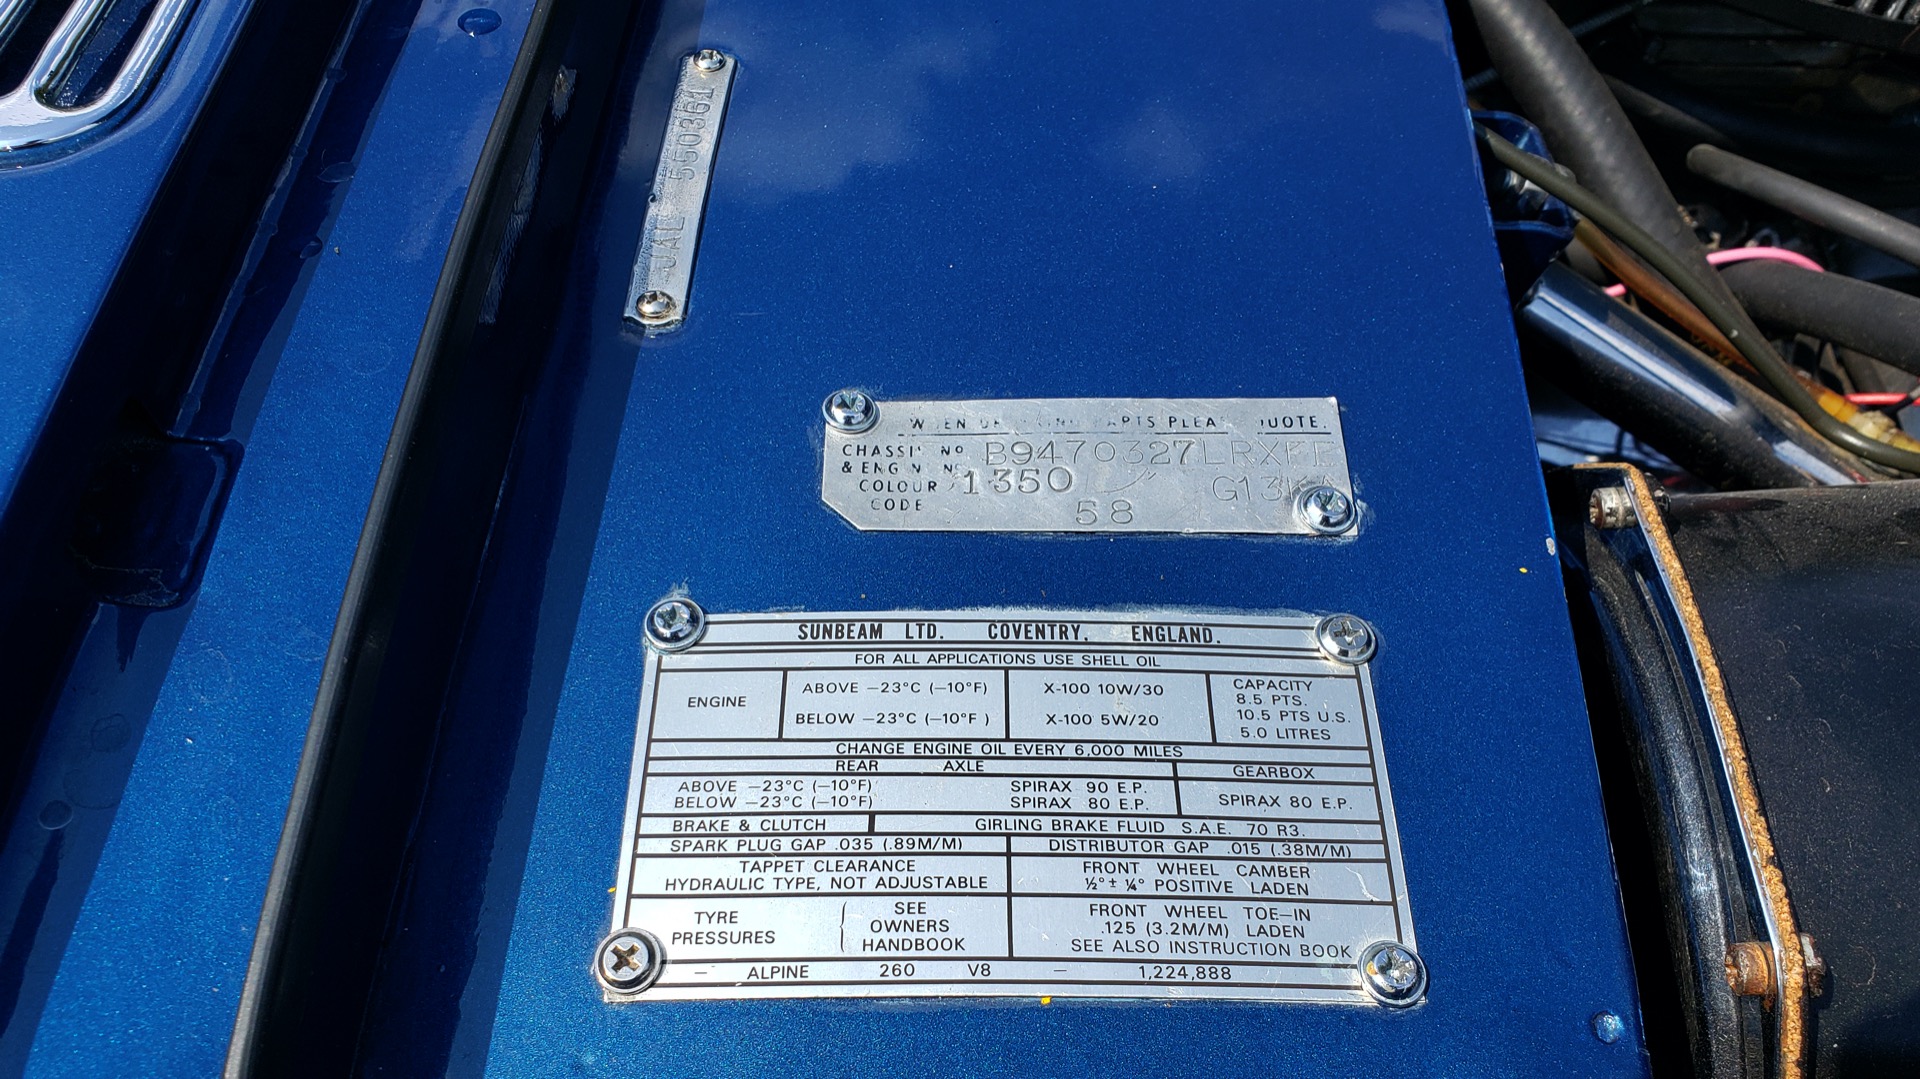 JAL 550361
PLEA QUOTE.
CHASSIS No B9470327LRXFE
& ENGIN No 1350
COLOUR
CODE 58
SUNBEAM LTD. COVENTRY. ENGLAND.
FOR ALL APPLICATIONS USE SHELL OIL
ENGINE
ABOVE —23°C (—10°F) X-100 10W/30
BELOW —23°C (—10°F ) X-100 5W/20
CAPACITY
8.5 PTS.
10.5 PTS U.S.
5.0 LITRES
CHANGE ENGINE OIL EVERY 6,000 MILES
REAR AXLE
GEARBOX
ABOVE —23°C (—10°F) SPIRAX 90 E.P.
BELOW —23°C (—10°F) SPIRAX 80 E.P.
SPIRAX 80 E.P.
BRAKE & CLUTCH GIRLING BRAKE FLUID S.A.E. 70 R3.
SPARK PLUG GAP .035 (.89M/M) DISTRIBUTOR GAP .015 (.38M/M)
TAPPET CLEARANCE
HYDRAULIC TYPE, NOT ADJUSTABLE
FRONT WHEEL CAMBER
½° ± ¼° POSITIVE LADEN
TYRE
PRESSURES
SEE
OWNERS
HANDBOOK
FRONT WHEEL TOE—IN
.125 (3.2M/M) LADEN
SEE ALSO INSTRUCTION BOOK
— ALPINE 260 V8 — 1,224,888